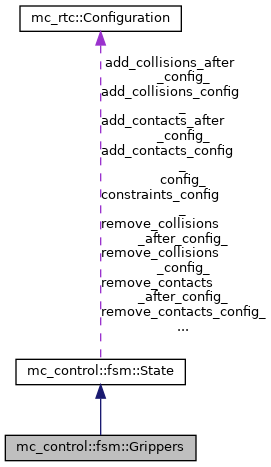 mc_rtc::Configuration
add_collisions_after
_config_
add_collisions_config
_
add_contacts_after
_config_
add_contacts_config
_
config_
constraints_config
_
remove_collisions
_after_config_
remove_collisions
_config_
remove_contacts
_after_config_
remove_contacts_config_
...
mc_control::fsm::State
mc_control::fsm::Grippers